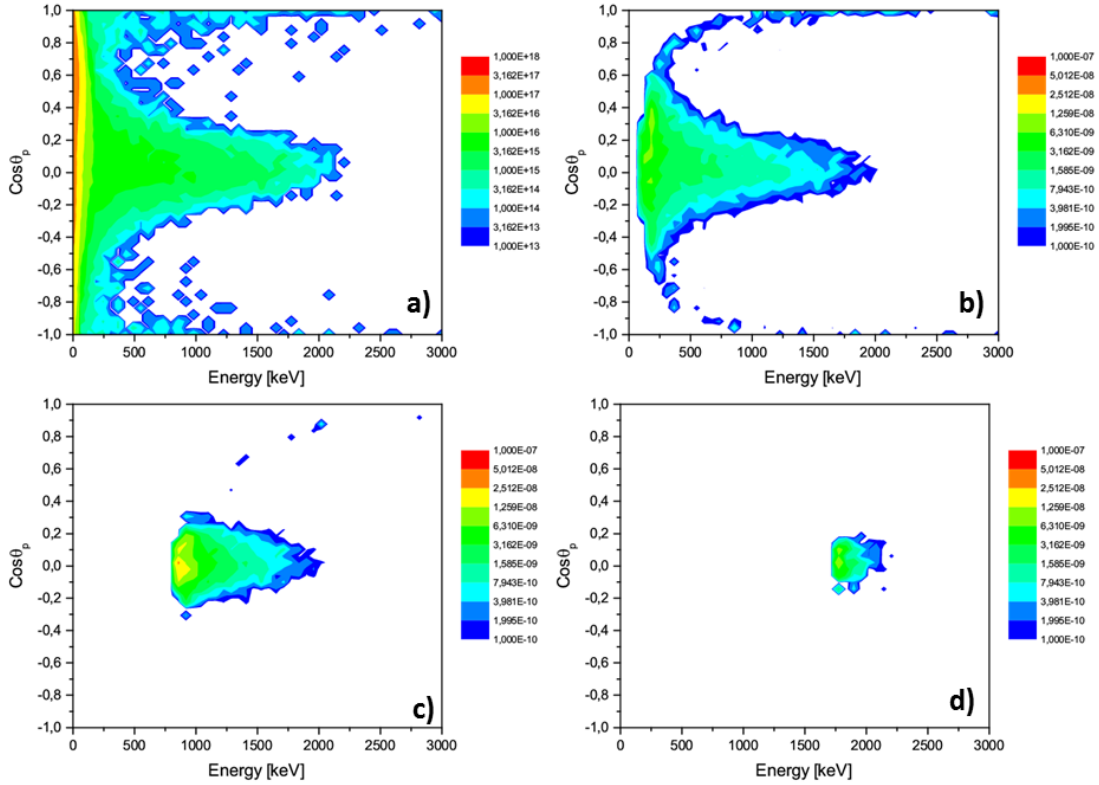 Cosθp
1,0
0,8
0,6
0,4
0,2
0,0
-0,2
-0,4
-0,6
-0,8
-1,0
a)
0 500 1000 1500 2000 2500 3000
Energy [keV]
1,000E+18
3,162E+17
1,000E+17
3,162E+16
1,000E+16
3,162E+15
1,000E+15
3,162E+14
1,000E+14
3,162E+13
1,000E+13
Cosθp
1,0
0,8
0,6
0,4
0,2
0,0
-0,2
-0,4
-0,6
-0,8
-1,0
b)
0 500 1000 1500 2000 2500 3000
Energy [keV]
1,000E-07
5,012E-08
2,512E-08
1,259E-08
6,310E-09
3,162E-09
1,585E-09
7,943E-10
3,981E-10
1,995E-10
1,000E-10
Cosθp
1,0
0,8
0,6
0,4
0,2
0,0
-0,2
-0,4
-0,6
-0,8
-1,0
c)
0 500 1000 1500 2000 2500 3000
Energy [keV]
1,000E-07
5,012E-08
2,512E-08
1,259E-08
6,310E-09
3,162E-09
1,585E-09
7,943E-10
3,981E-10
1,995E-10
1,000E-10
Cosθp
1,0
0,8
0,6
0,4
0,2
0,0
-0,2
-0,4
-0,6
-0,8
-1,0
d)
0 500 1000 1500 2000 2500 3000
Energy [keV]
1,000E-07
5,012E-08
2,512E-08
1,259E-08
6,310E-09
3,162E-09
1,585E-09
7,943E-10
3,981E-10
1,995E-10
1,000E-10